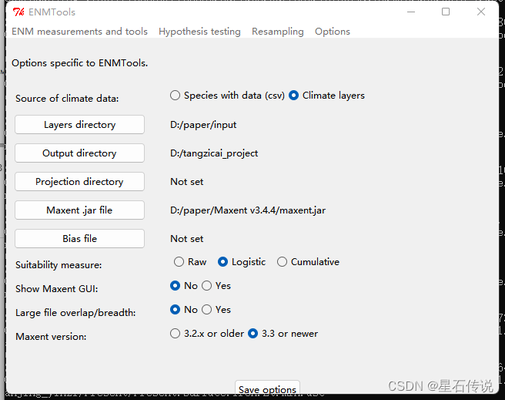 ENMTools
ENM measurements and tools Hypothesis testing Resampling Options
Options specific to ENMTools.
Source of climate data: Species with data (csv) Climate layers
Layers directory D:/paper/input
Output directory D:/tangzicai_project
Projection directory Not set
Maxent .jar file D:/paper/Maxent v3.4.4/maxent.jar
Bias file Not set
Suitability measure: Raw Logistic Cumulative
Show Maxent GUI: No Yes
Large file overlap/breadth: No Yes
Maxent version: 3.2.x or older 3.3 or newer
Save options
CSDN @星石传说